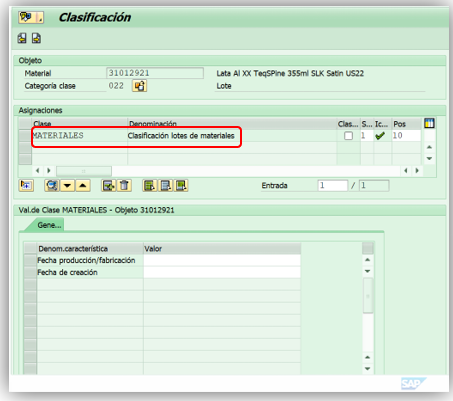 Clasificación
Objeto
Material 31012921 Lata Al XX TeqSPine 355ml SLK Satin US22
Categoría clase 022 Lote
Asignaciones
Clase Denominación Clas... S... Ic... Pos
MATERIALES Clasificación lotes de materiales 1 10
Entrada 1 / 1
Val.de Clase MATERIALES - Objeto 31012921
Gene...
Denom.característica Valor
Fecha producción/fabricación
Fecha de creación
SAP